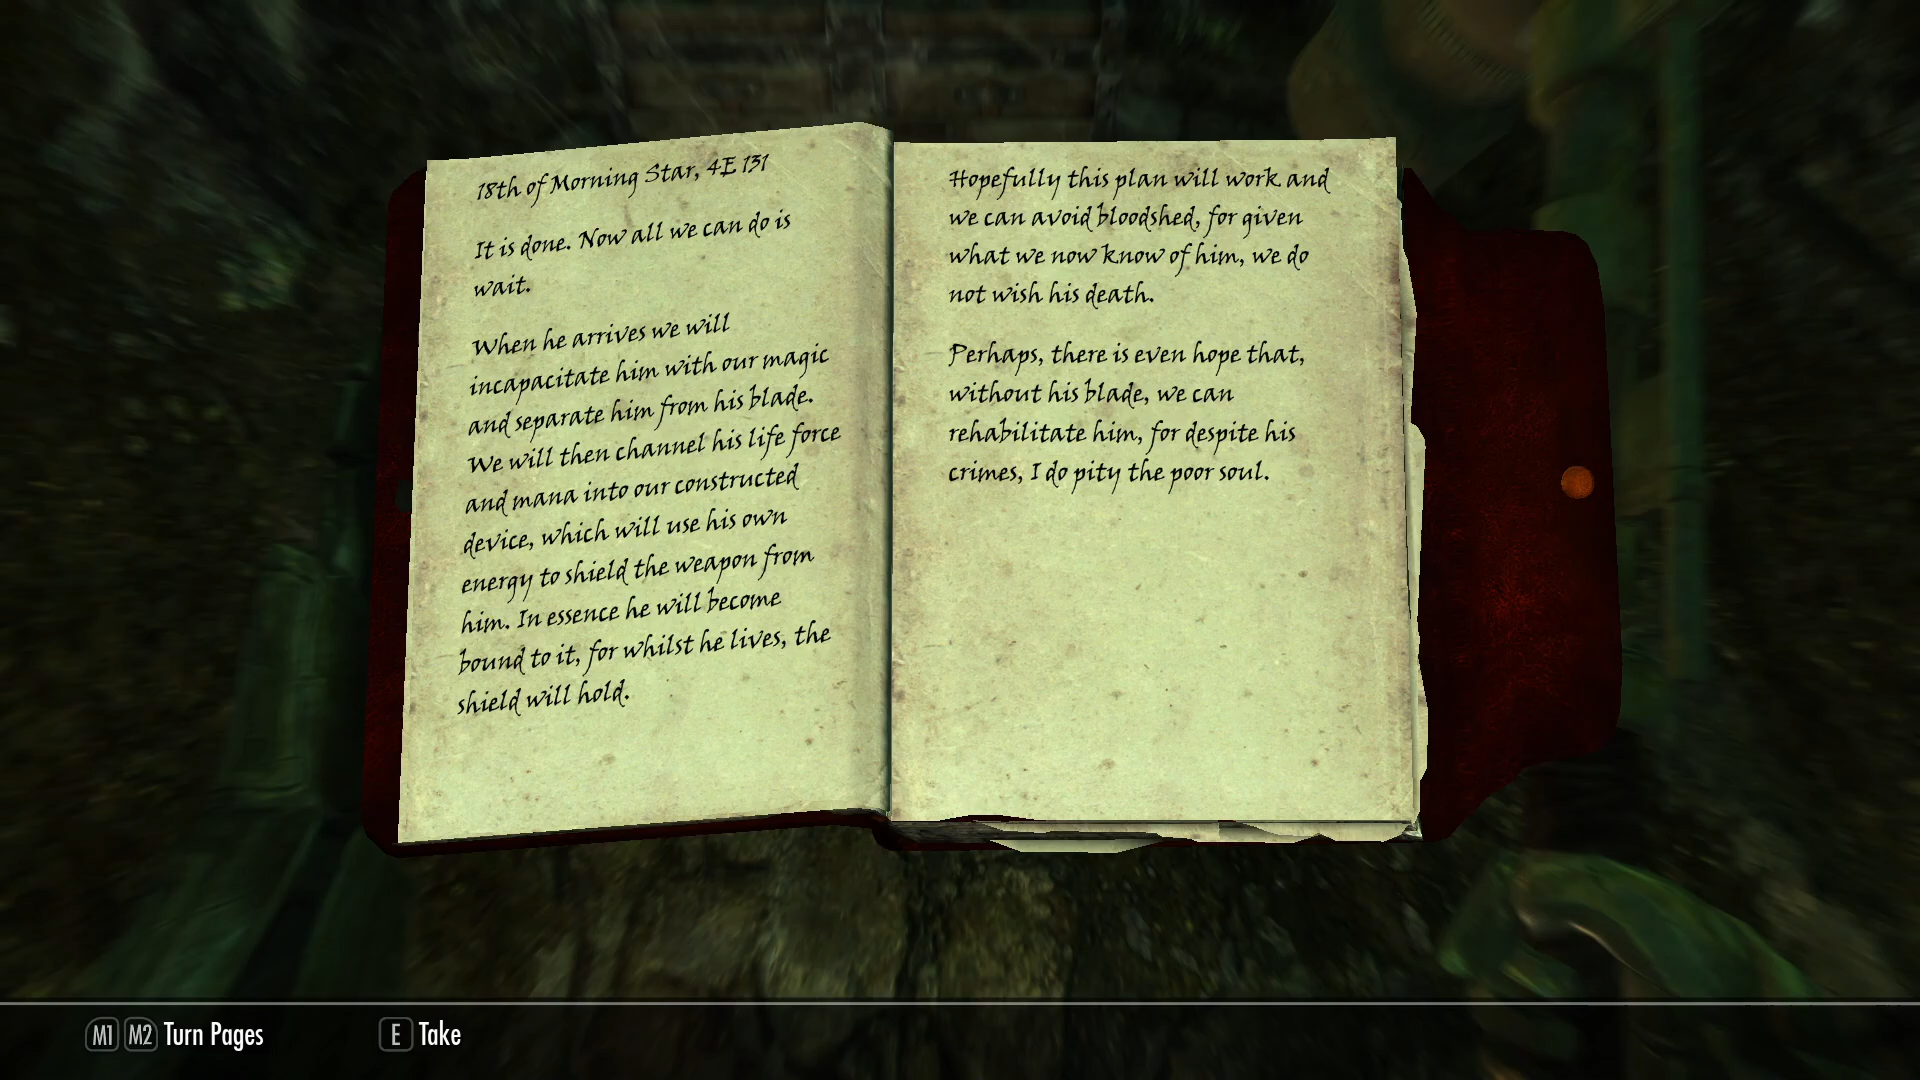 18th of Morning Star, 4E 131
It is done. Now all we can do is
wait.
When he arrives we will
incapacitate him with our magic
and separate him from his blade.
We will then channel his life force
and mana into our constructed
device, which will use his own
energy to shield the weapon from
him. In essence he will become
bound to it, for whilst he lives, the
shield will hold.
Hopefully this plan will work and
we can avoid bloodshed, for given
what we now know of him, we do
not wish his death.
Perhaps, there is even hope that,
without his blade, we can
rehabilitate him, for despite his
crimes, I do pity the poor soul.
M1 M2 Turn Pages E Take